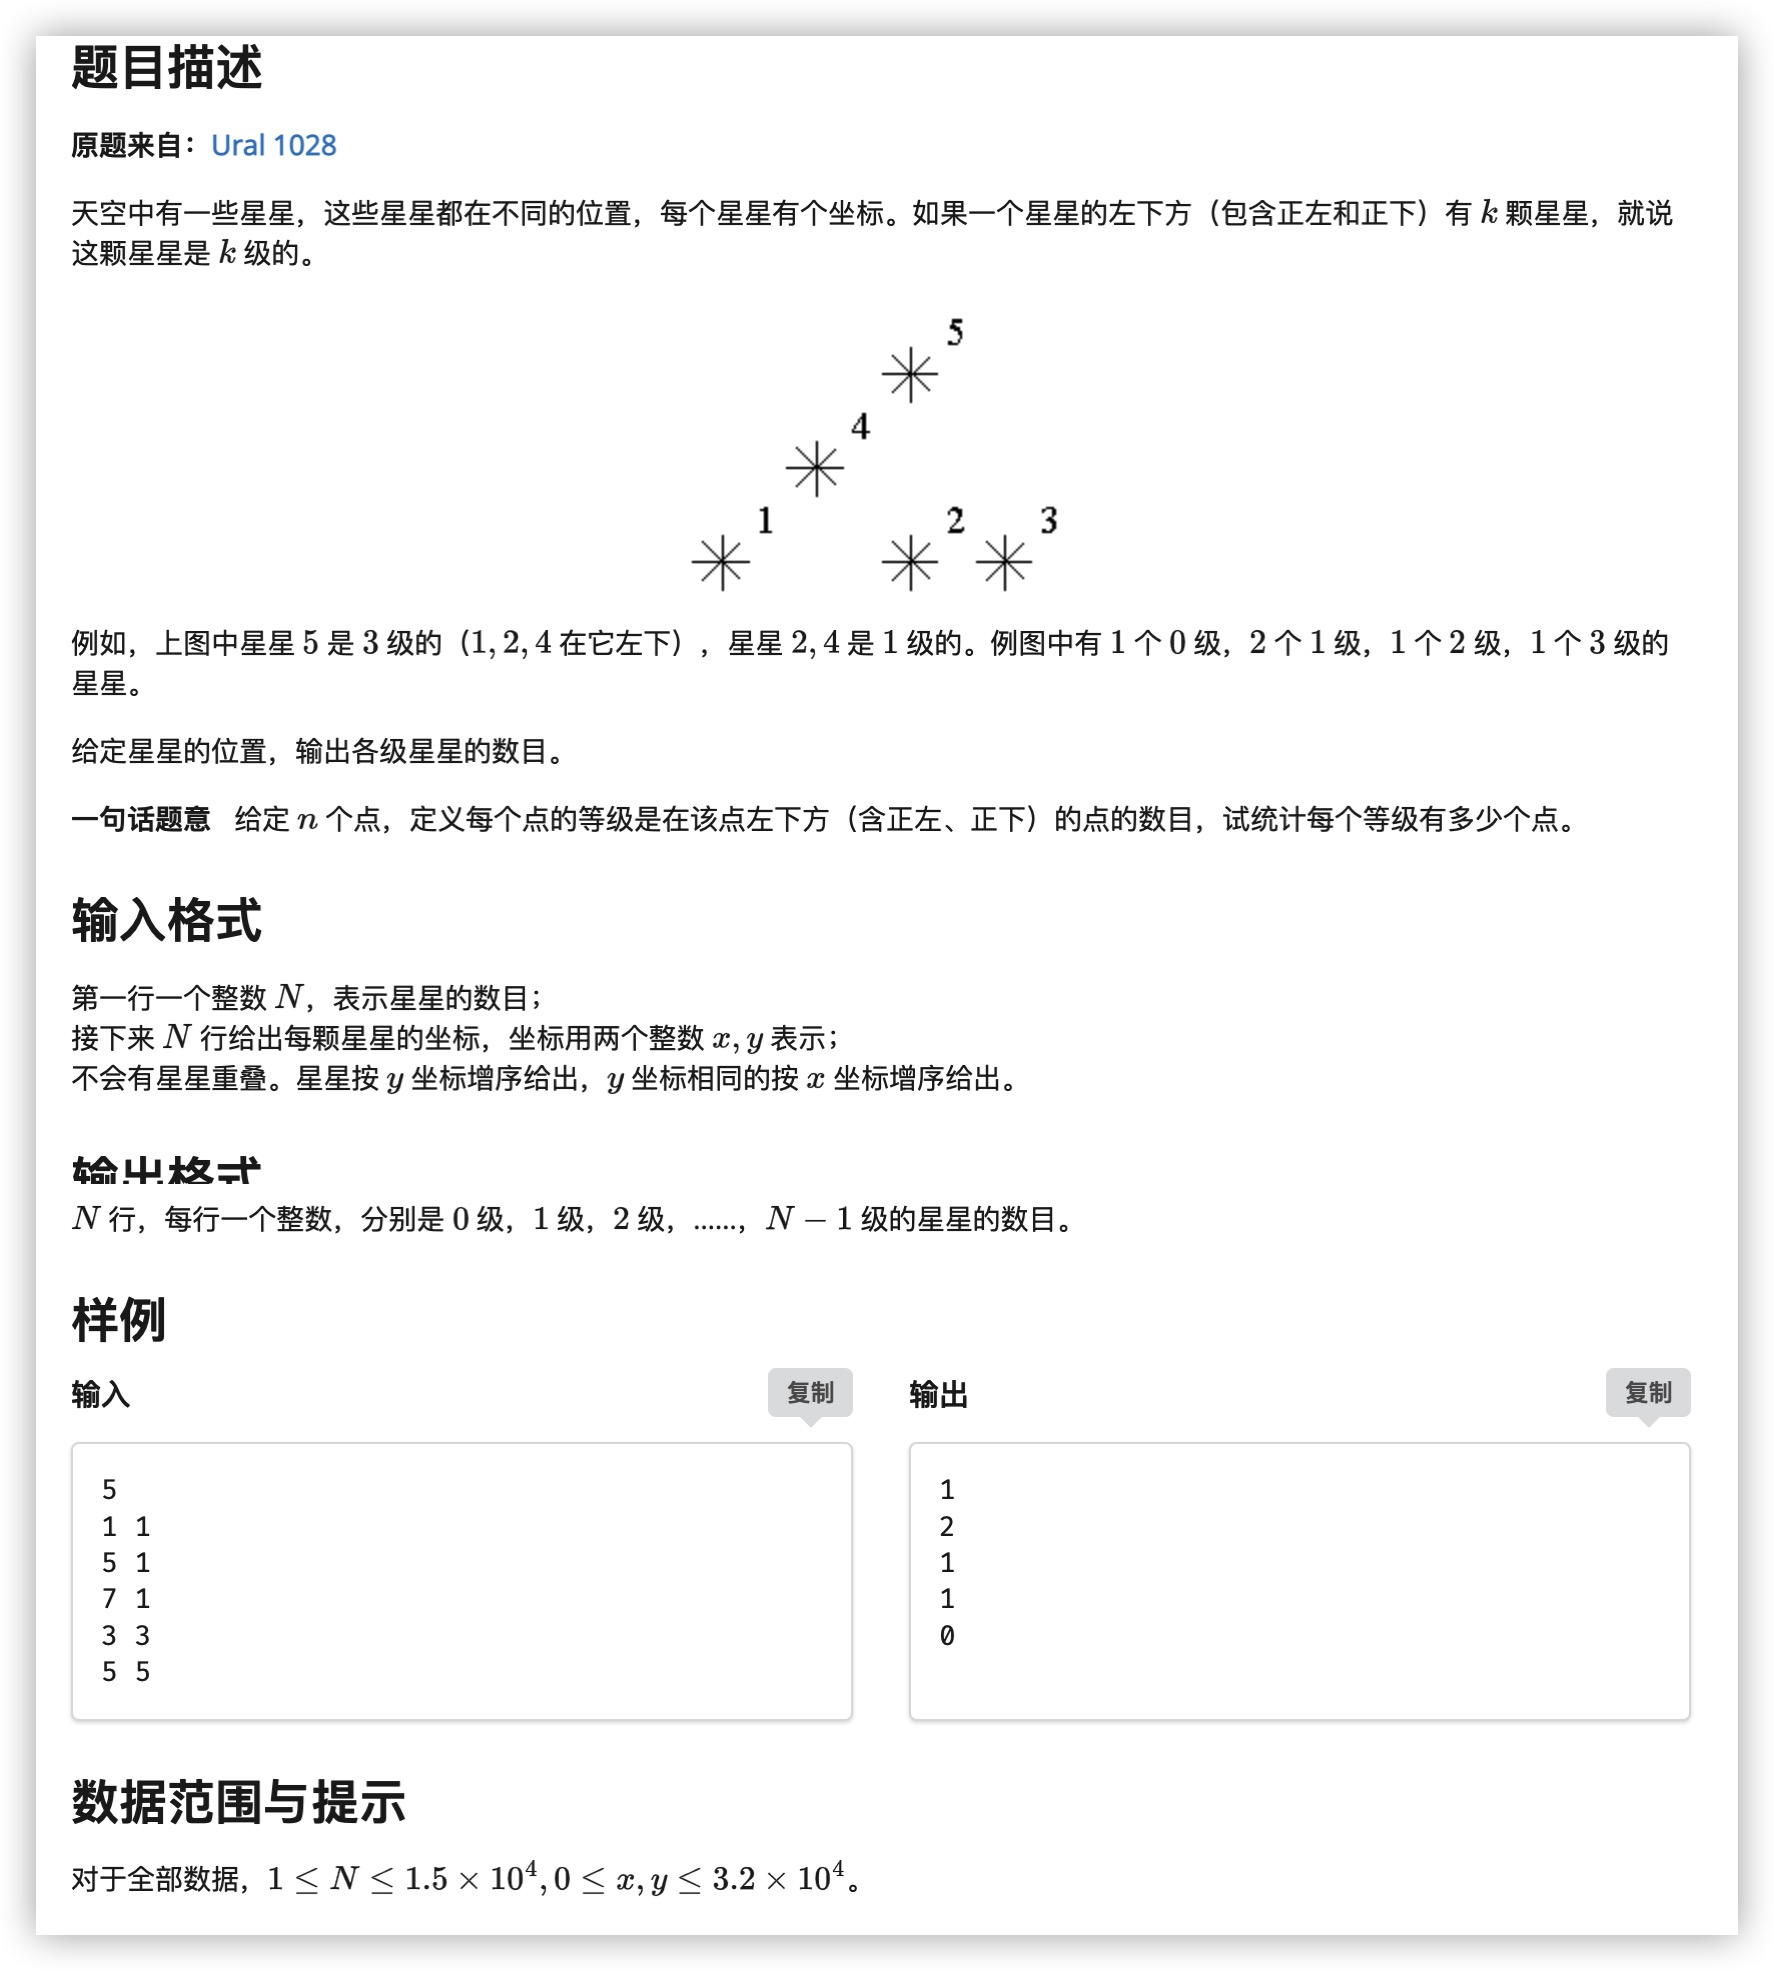 题目描述
原题来自：Ural 1028
天空中有一些星星，这些星星都在不同的位置，每个星星有个坐标。如果一个星星的左下方（包含正左和正下）有 k 颗星星，就说
这颗星星是 k 级的。
5
4
1 2 3
例如，上图中星星 5 是 3 级的（1, 2, 4 在它左下），星星 2, 4 是 1 级的。例图中有 1 个 0 级，2 个 1 级，1 个 2 级，1 个 3 级的
星星。
给定星星的位置，输出各级星星的数目。
一句话题意 给定 n 个点，定义每个点的等级是在该点左下方（含正左、正下）的点的数目，试统计每个等级有多少个点。
输入格式
第一行一个整数 N，表示星星的数目；
接下来 N 行给出每颗星星的坐标，坐标用两个整数 x, y 表示；
不会有星星重叠。星星按 y 坐标增序给出，y 坐标相同的按 x 坐标增序给出。
输出格式
N 行，每行一个整数，分别是 0 级，1 级，2 级，......，N − 1 级的星星的数目。
样例
输入 复制 输出 复制
5
1 1
5 1
7 1
3 3
5 5
1
2
1
1
0
数据范围与提示
对于全部数据，1 ≤ N ≤ 1.5 × 10⁴, 0 ≤ x, y ≤ 3.2 × 10⁴。